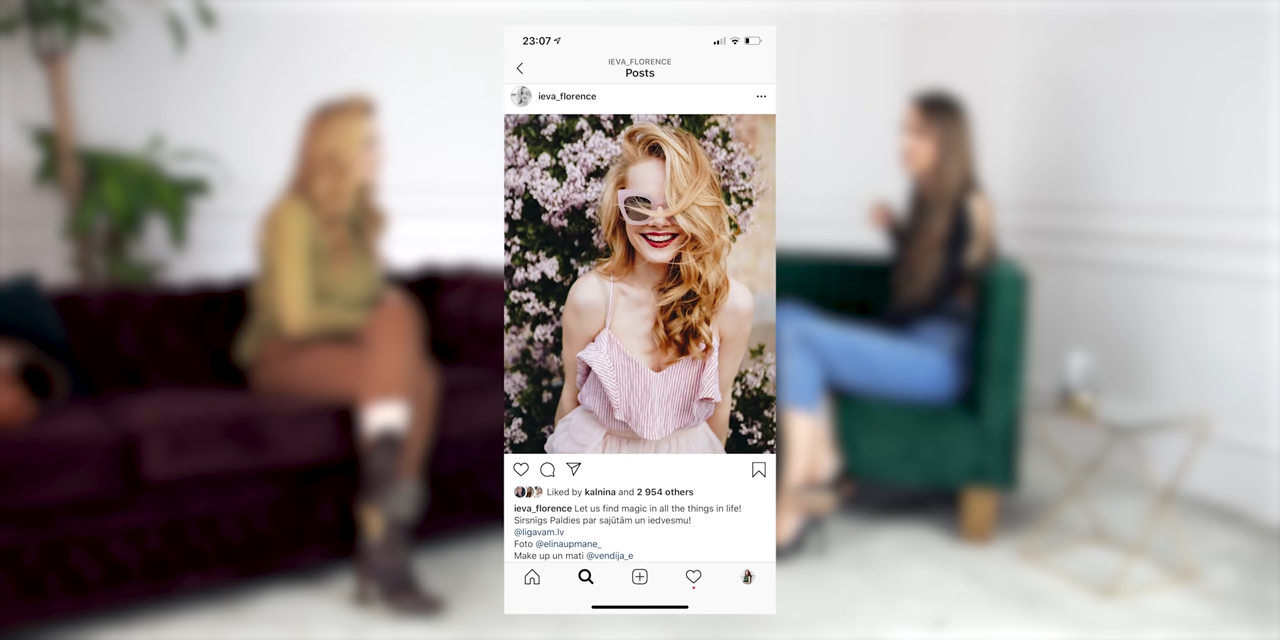 23:07
IEVA_FLORENCE
Posts
ieva_florence
Liked by kalnina and 2 954 others
ieva_florence Let us find magic in all the things in life!
Sirsnīgs Paldies par sajūtām un iedvesmu!
@ligavam.lv
Foto @elinaupmane_
Make up un mati @vendija_e